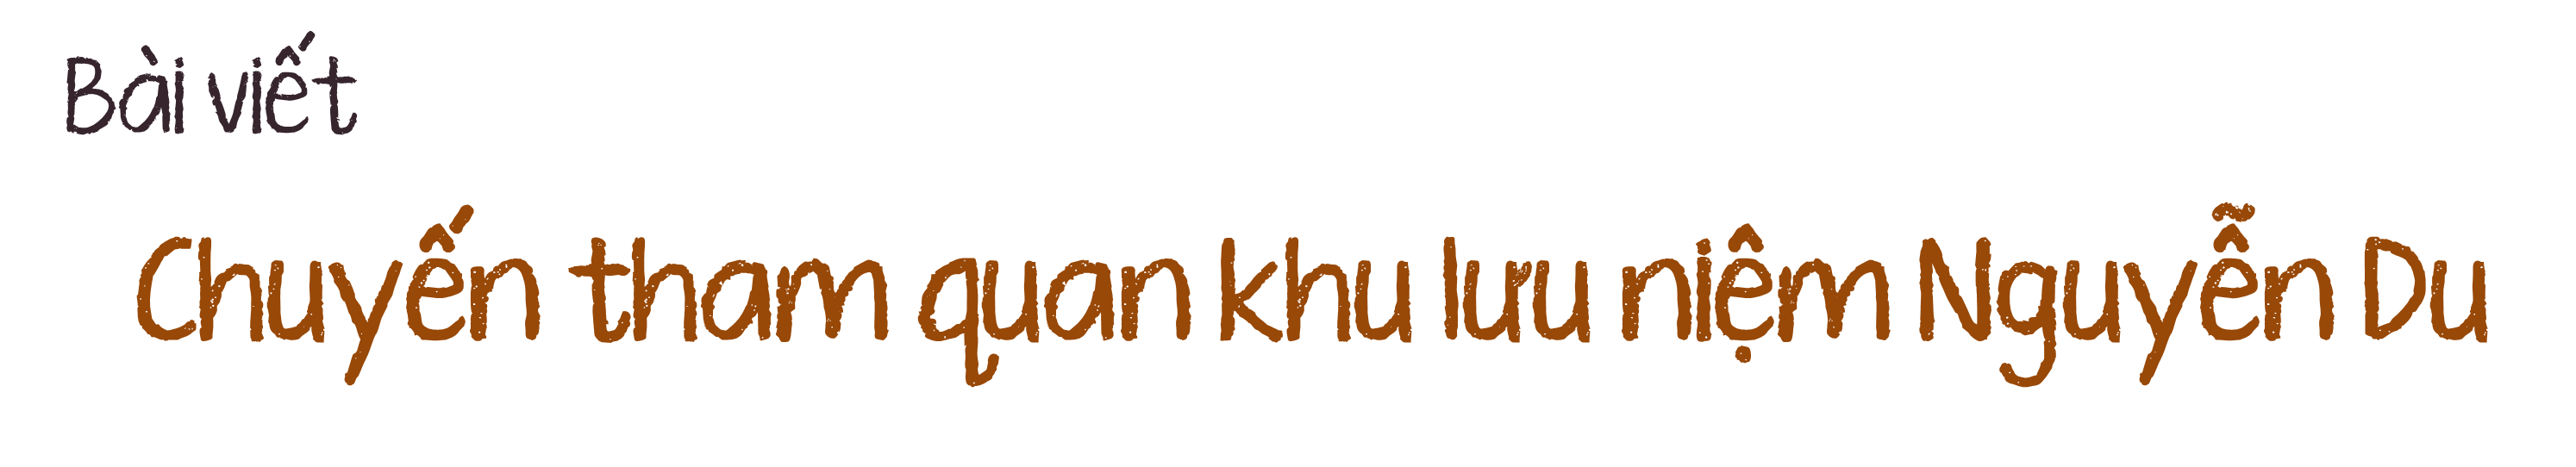 Bài viết
Chuyến tham quan khu lưu niệm Nguyễn Du